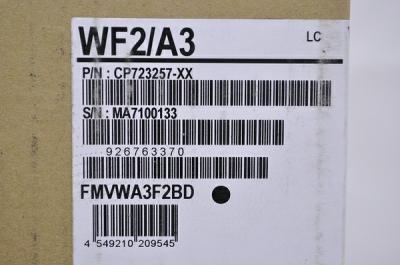 WF2/A3 LC
P/N : CP723257-XX
S/N : MA7100133
926763370
FMVWA3F2BD
4 549210 209545